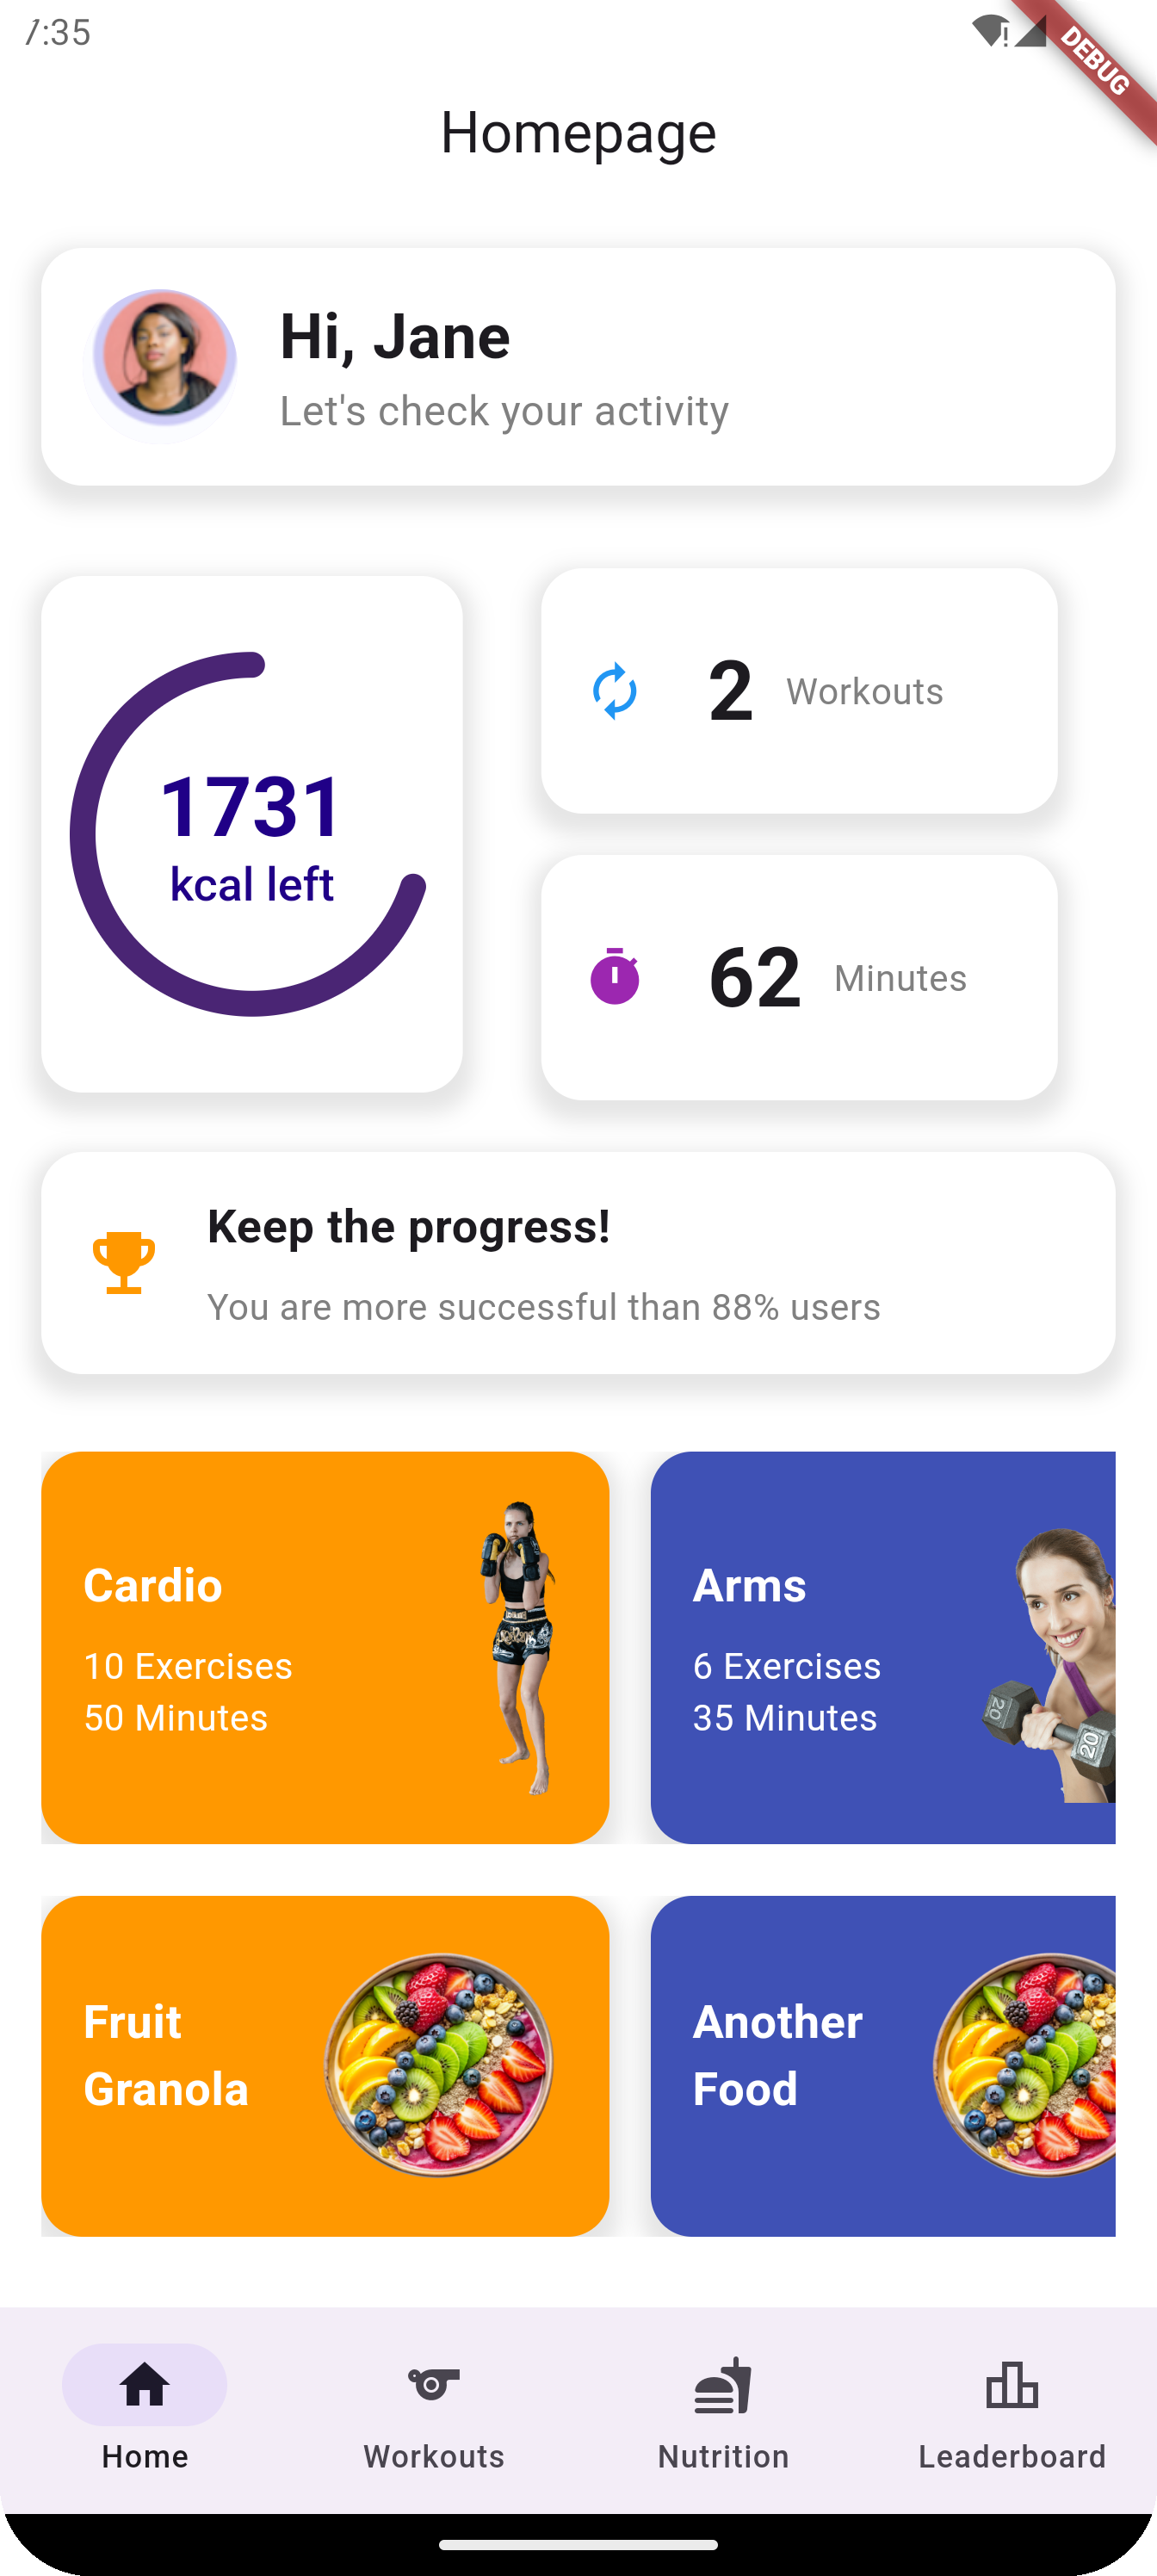 7:35
DEBUG
Homepage
Hi, Jane
Let's check your activity
1731
kcal left
2 Workouts
62 Minutes
Keep the progress!
You are more successful than 88% users
Cardio
10 Exercises
50 Minutes
Arms
6 Exercises
35 Minutes
20
20
Fruit
Granola
Another
Food
Home
Workouts
Nutrition
Leaderboard